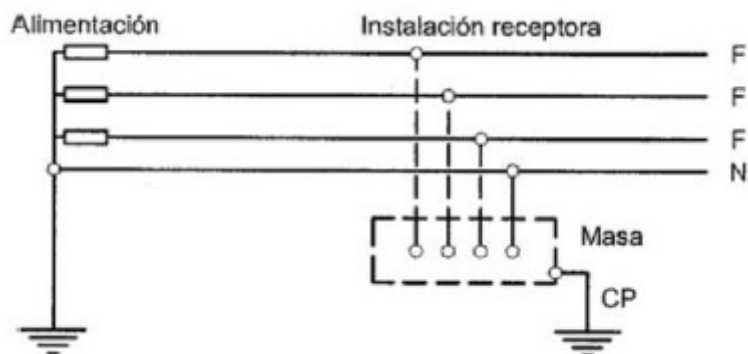 Alimentación
Instalación receptora
F
F
F
N
Masa
CP